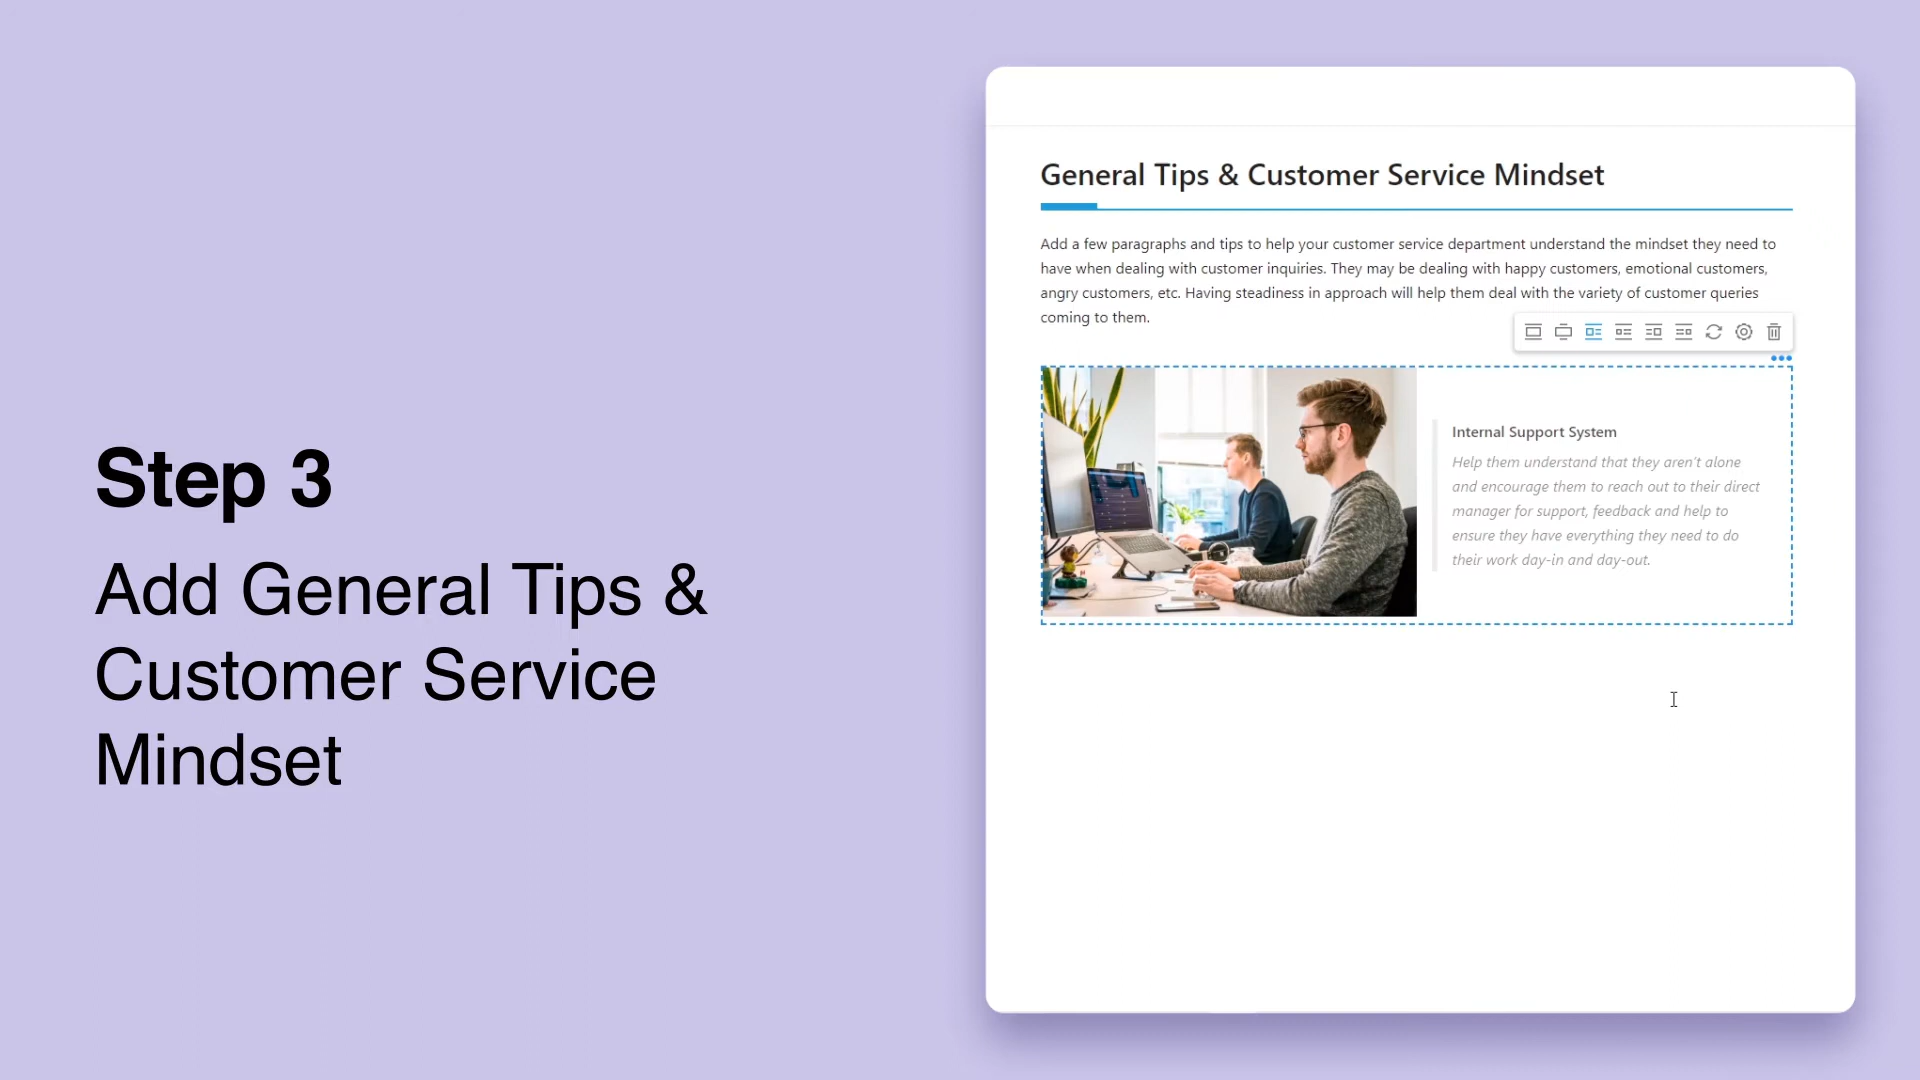 Step 3
Add General Tips &
Customer Service
Mindset
General Tips & Customer Service Mindset
Add a few paragraphs and tips to help your customer service department understand the mindset they need to
have when dealing with customer inquiries. They may be dealing with happy customers, emotional customers,
angry customers, etc. Having steadiness in approach will help them deal with the variety of customer queries
coming to them.
Internal Support System
Help them understand that they aren't alone
and encourage them to reach out to their direct
manager for support, feedback and help to
ensure they have everything they need to do
their work day-in and day-out.